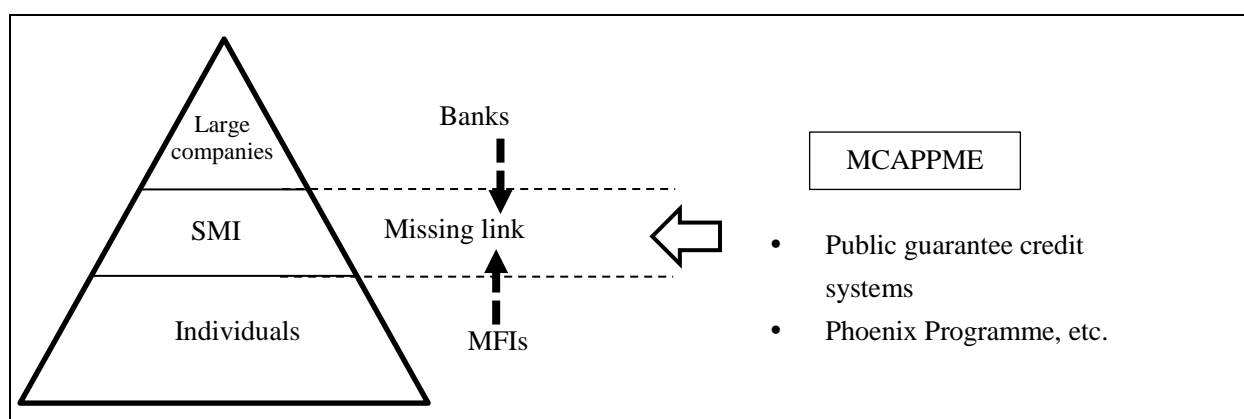 Large
companies
SMI
Individuals
Banks
Missing link
MFIs
MCAPPME
• Public guarantee credit
systems
• Phoenix Programme, etc.